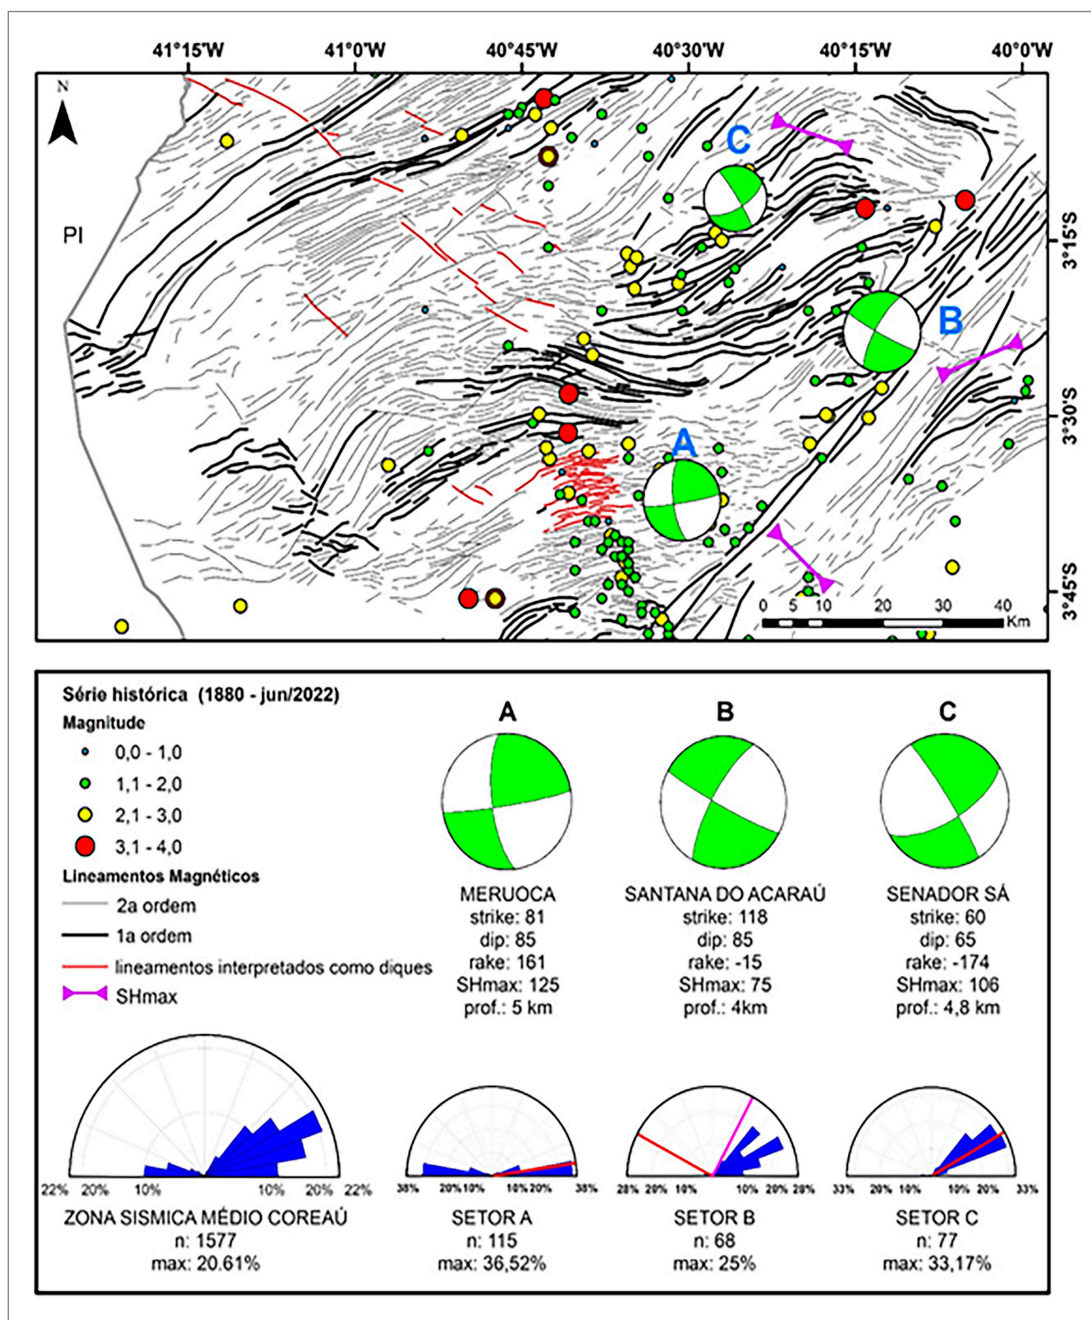 41°15'W 41°0'W 40°45'W 40°30'W 40°15'W 40°0'W
N
C
PI
3°15'S
B
3°30'S
A
3°45'S
0 5 10 20 30 40
Km
Série histórica (1880 - jun/2022)
Magnitude
0,0 - 1,0
1,1 - 2,0
2,1 - 3,0
3,1 - 4,0
Lineamentos Magnéticos
2a ordem
1a ordem
lineamentos interpretados como diques
SHmax
A
MERUOCA
strike: 81
dip: 85
rake: 161
SHmax: 125
prof.: 5 km
B
SANTANA DO ACARAÚ
strike: 118
dip: 85
rake: -15
SHmax: 75
prof.: 4km
C
SENADOR SÁ
strike: 60
dip: 65
rake: -174
SHmax: 106
prof.: 4,8 km
22% 20% 10% 10% 20% 22%
ZONA SISMICA MÉDIO COREAÚ
n: 1577
max: 20.61%
38% 20% 10% 10% 20% 38%
SETOR A
n: 115
max: 36,52%
28% 20% 10% 10% 20% 28%
SETOR B
n: 68
max: 25%
33% 20% 10% 10% 20% 33%
SETOR C
n: 77
max: 33,17%